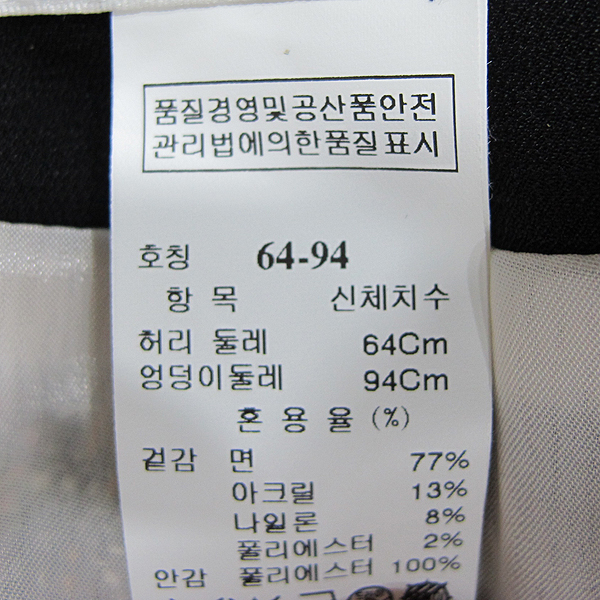 품질경영및공산품안전
관리법에의한품질표시
호칭 64-94
항 목 신체치수
허리 둘레 64Cm
엉덩이둘레 94Cm
혼 용 율 (%)
겉감 면 77%
아크릴 13%
나일론 8%
폴리에스터 2%
안감 폴리에스터 100%